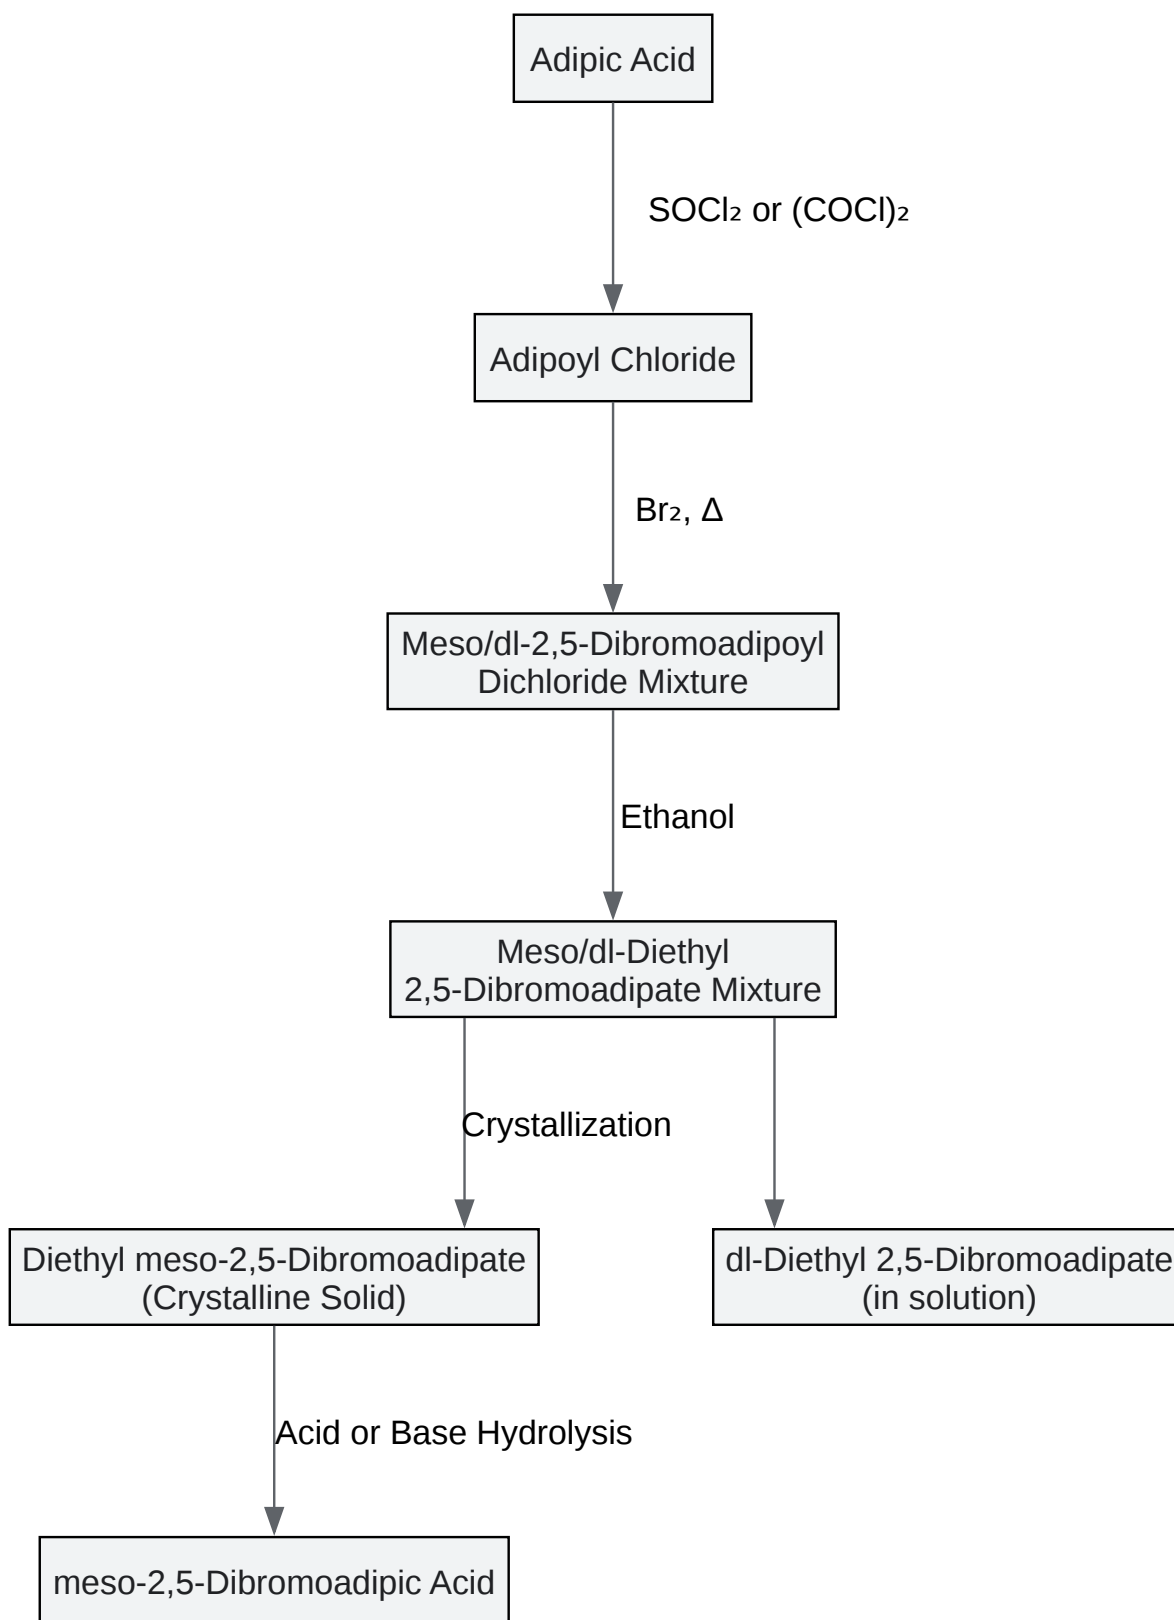 Adipic Acid
SOCl₂ or (COCl)₂
Adipoyl Chloride
Br₂, Δ
Meso/dl-2,5-Dibromoadipoyl
Dichloride Mixture
Ethanol
Meso/dl-Diethyl
2,5-Dibromoadipate Mixture
Crystallization
Diethyl meso-2,5-Dibromoadipate
(Crystalline Solid)
dl-Diethyl 2,5-Dibromoadipate
(in solution)
Acid or Base Hydrolysis
meso-2,5-Dibromoadipic Acid